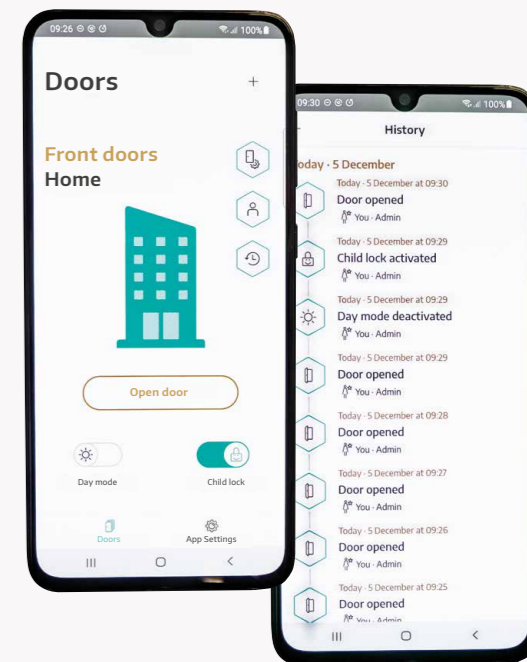 09:26
100%
Doors
+
Front doors
Home
Open door
Day mode
Child lock
Doors
App Settings
09:30
100%
History
oday · 5 December
Today · 5 December at 09:30
Door opened
You · Admin
Today · 5 December at 09:29
Child lock activated
You · Admin
Today · 5 December at 09:29
Day mode deactivated
You · Admin
Today · 5 December at 09:29
Door opened
You · Admin
Today · 5 December at 09:28
Door opened
You · Admin
Today · 5 December at 09:27
Door opened
You · Admin
Today · 5 December at 09:26
Door opened
You · Admin
Today · 5 December at 09:25
Door opened
You · Admin